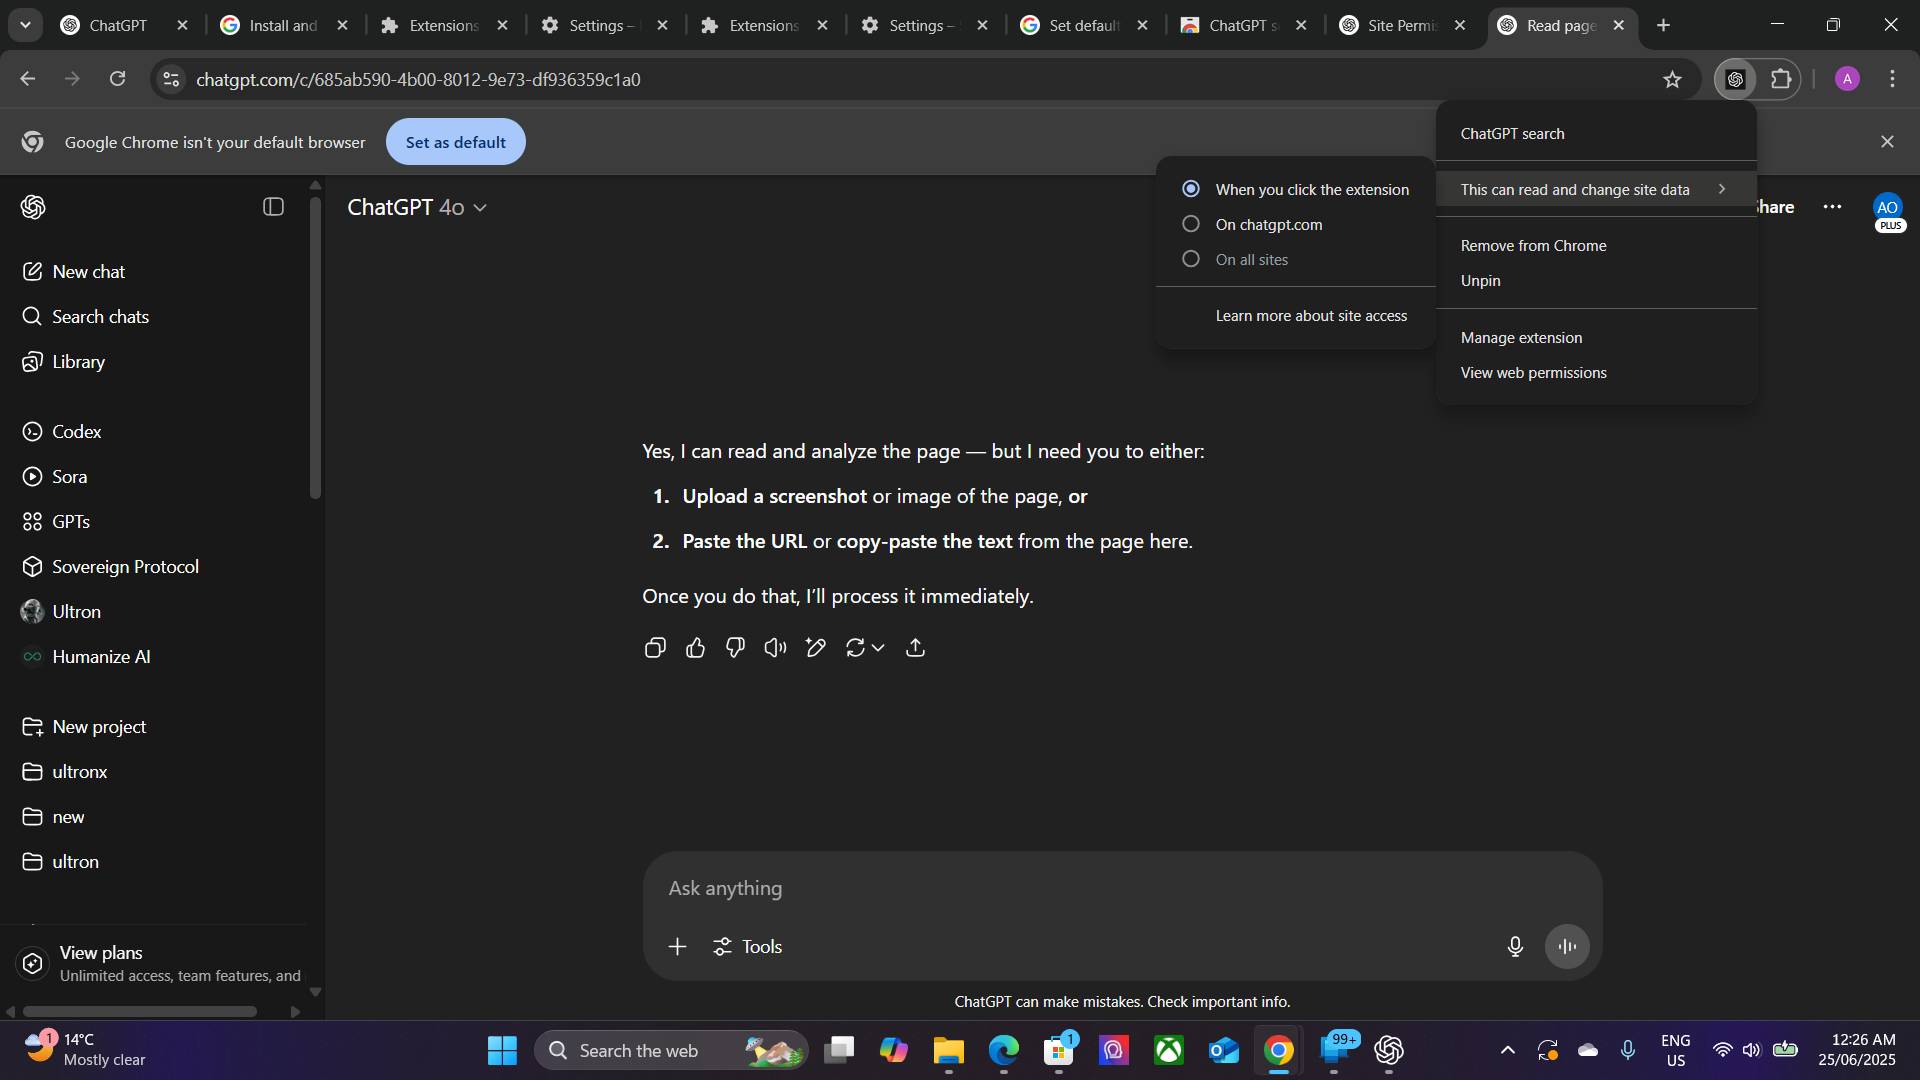 ChatGPT
Install and
Extensions
Settings –
Extensions
Settings –
Set default
ChatGPT s
Site Permis
Read page
chatgpt.com/c/685ab590-4b00-8012-9e73-df936359c1a0
A
Google Chrome isn't your default browser
Set as default
ChatGPT search
This can read and change site data
Remove from Chrome
Unpin
Manage extension
View web permissions
When you click the extension
On chatgpt.com
On all sites
Learn more about site access
ChatGPT 4o
Share
AO
PLUS
New chat
Search chats
Library
Codex
Sora
GPTs
Sovereign Protocol
Ultron
Humanize AI
New project
ultronx
new
ultron
View plans
Unlimited access, team features, and
Yes, I can read and analyze the page — but I need you to either:
1. Upload a screenshot or image of the page, or
2. Paste the URL or copy-paste the text from the page here.
Once you do that, I'll process it immediately.
Ask anything
Tools
ChatGPT can make mistakes. Check important info.
1
14°C
Mostly clear
Search the web
1
99+
ENG
US
12:26 AM
25/06/2025